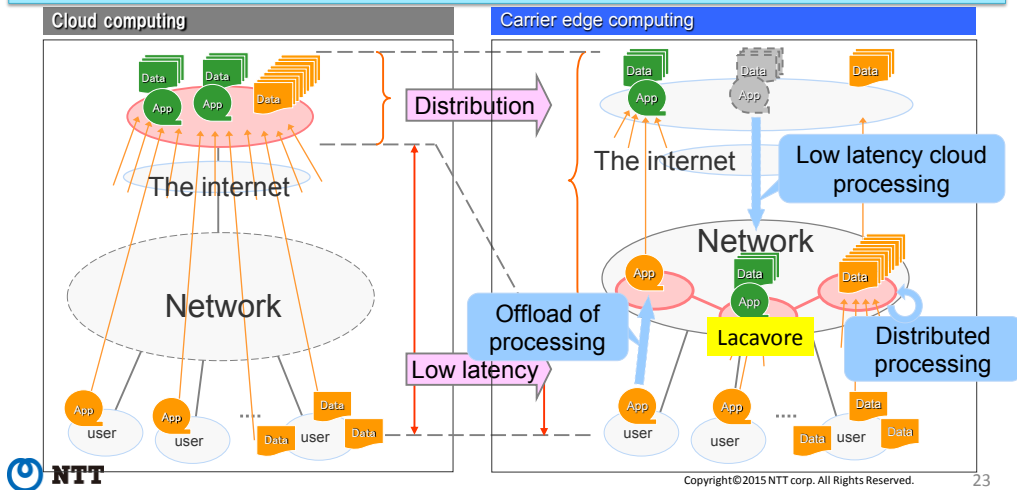 Cloud computing
Data
Data
App
App
Data
The internet
Network
App
user
App
user
....
Data
Data
user
Data
Distribution
Low latency
Carrier edge computing
Data
App
Data
App
Data
The internet
Low latency cloud
processing
Network
App
Data
App
Data
Offload of
processing
Lacavore
Distributed
processing
App
user
App
user
....
Data
Data
user
Data
NTT
Copyright©2015 NTT corp. All Rights Reserved.
23